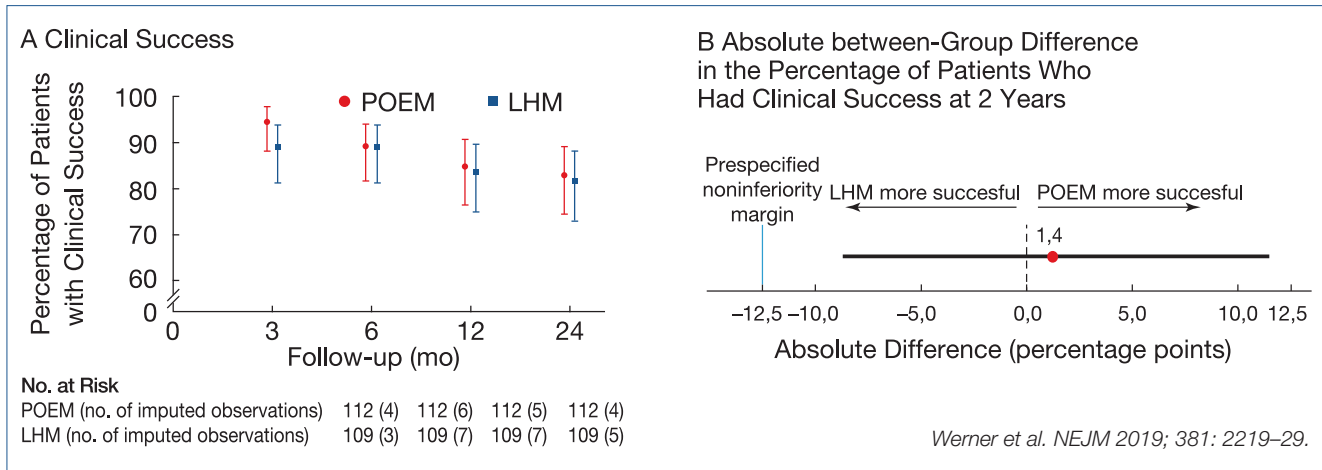 A Clinical Success
Percentage of Patients
with Clinical Success
100
90
80
70
60
0
POEM
LHM
0
3
6
12
24
Follow-up (mo)
No. at Risk
POEM (no. of imputed observations) 112 (4) 112 (6) 112 (5) 112 (4)
LHM (no. of imputed observations) 109 (3) 109 (7) 109 (7) 109 (5)
B Absolute between-Group Difference
in the Percentage of Patients Who
Had Clinical Success at 2 Years
Prespecified
noninferiority
margin
LHM more succesful
POEM more succesful
1,4
–12,5
–10,0
–5,0
0,0
5,0
10,0
12,5
Absolute Difference (percentage points)
Werner et al. NEJM 2019; 381: 2219–29.